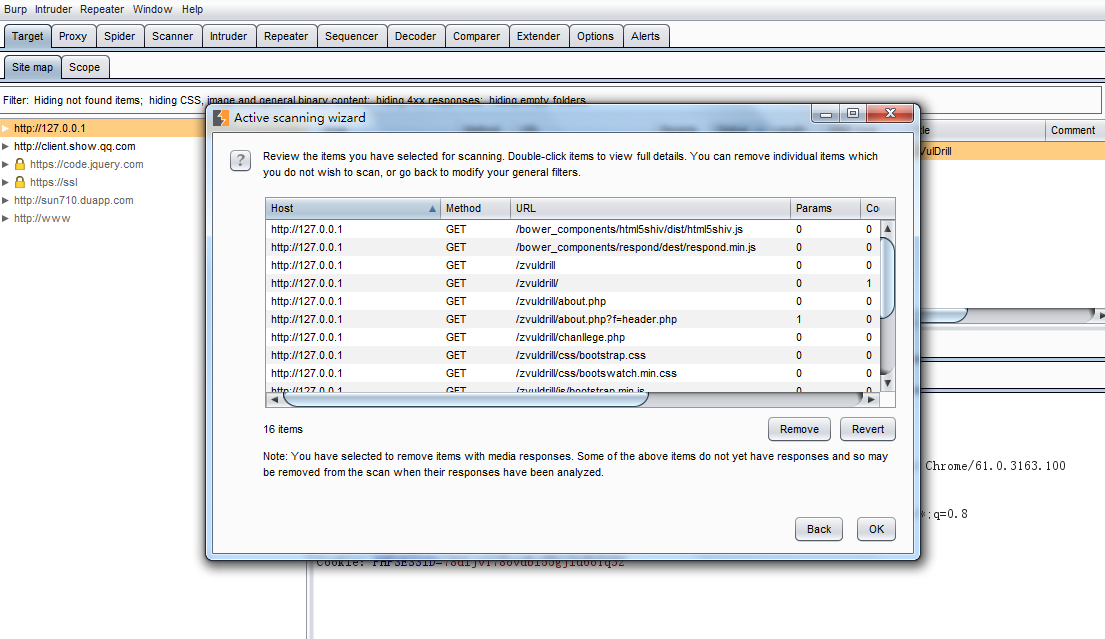 Burp Intruder Repeater Window Help
Target Proxy Spider Scanner Intruder Repeater Sequencer Decoder Comparer Extender Options Alerts
Site map Scope
Filter: Hiding not found items; hiding CSS, image and general binary content; hiding 4xx responses; hiding empty folders
http://127.0.0.1
http://client.show.qq.com
https://code.jquery.com
https://ssl
http://sun710.duapp.com
http://www
Comment
Active scanning wizard
?
Review the items you have selected for scanning. Double-click items to view full details. You can remove individual items which
you do not wish to scan, or go back to modify your general filters.
Host Method URL Params Co
http://127.0.0.1 GET /bower_components/html5shiv/dist/html5shiv.js 0 0
http://127.0.0.1 GET /bower_components/respond/dest/respond.min.js 0 0
http://127.0.0.1 GET /zvuldrill 0 0
http://127.0.0.1 GET /zvuldrill/ 0 1
http://127.0.0.1 GET /zvuldrill/about.php 0 0
http://127.0.0.1 GET /zvuldrill/about.php?f=header.php 1 0
http://127.0.0.1 GET /zvuldrill/chanllege.php 0 0
http://127.0.0.1 GET /zvuldrill/css/bootstrap.css 0 0
http://127.0.0.1 GET /zvuldrill/css/bootswatch.min.css 0 0
http://127.0.0.1 GET /zvuldrill/js/bootstrap.min.js 0 0
16 items
Remove Revert
Note: You have selected to remove items with media responses. Some of the above items do not yet have responses and so may
be removed from the scan when their responses have been analyzed.
Back OK
Chrome/61.0.3163.100
;q=0.8
Cookie: